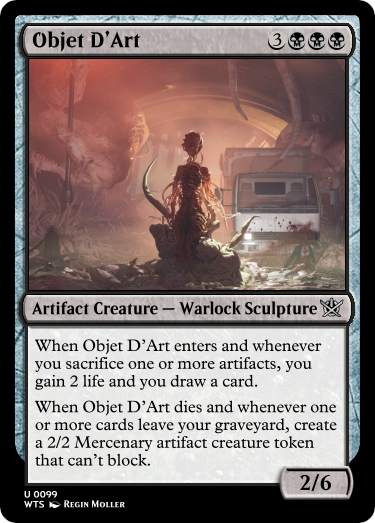 Objet D'Art 3
Artifact Creature — Warlock Sculpture
When Objet D'Art enters and whenever
you sacrifice one or more artifacts, you
gain 2 life and you draw a card.
When Objet D'Art dies and whenever one
or more cards leave your graveyard, create
a 2/2 Mercenary artifact creature token
that can't block.
2/6
U 0099
WTS Regin Moller